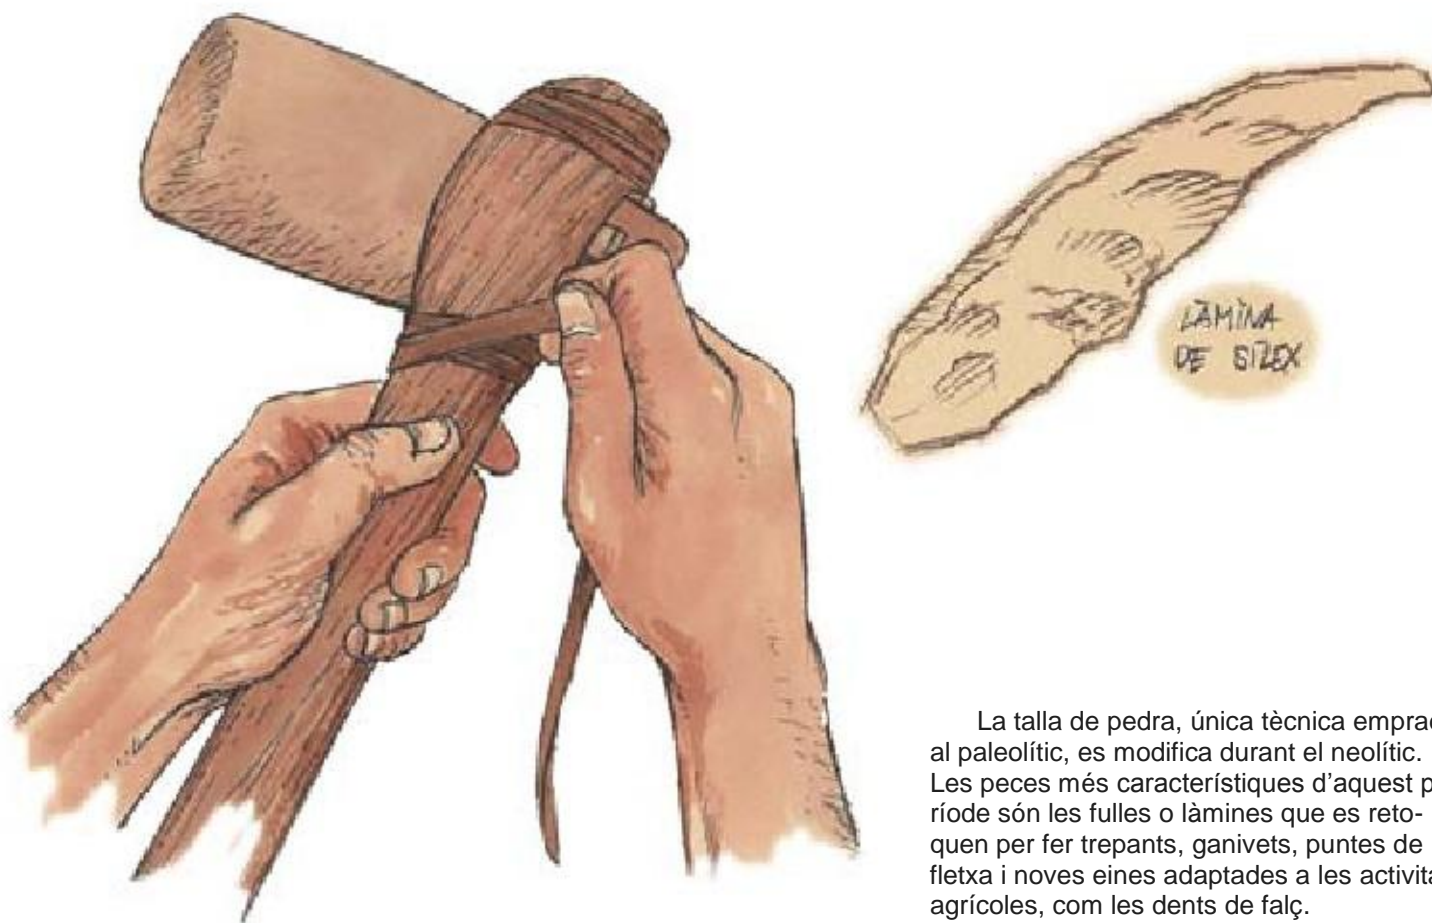 LÀMINA
DE SÍLEX
La talla de pedra, única tècnica emprad
al paleolític, es modifica durant el neolític.
Les peces més característiques d’aquest p
ríode són les fulles o làmines que es reto-
quen per fer trepants, ganivets, puntes de
fletxa i noves eines adaptades a les activita
agrícoles, com les dents de falç.